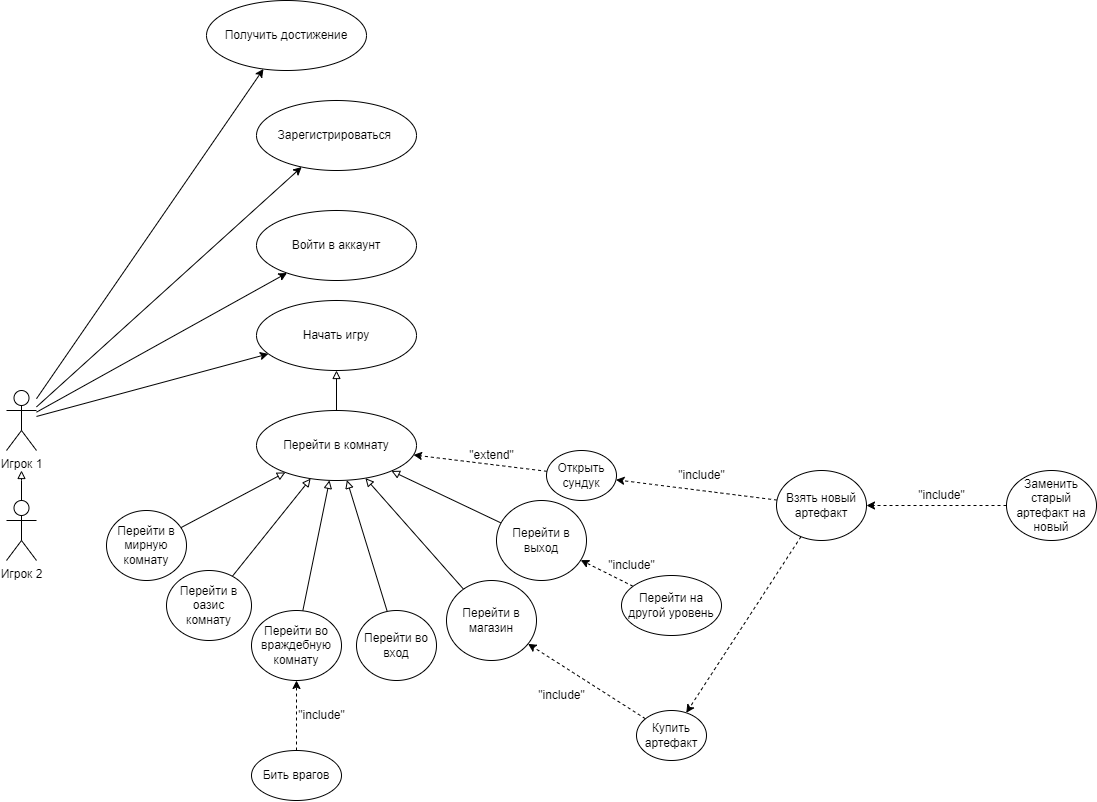 Получить достижение
Зарегистрироваться
Войти в аккаунт
Начать игру
Игрок 1
Перейти в комнату
"extend"
Открыть
сундук
"include"
Взять новый
артефакт
"include"
Заменить
старый
артефакт на
новый
Игрок 2
Перейти в
мирную
комнату
Перейти в
оазис
комнату
Перейти во
враждебную
комнату
Перейти во
вход
Перейти в
магазин
Перейти в
выход
"include"
Перейти на
другой уровень
"include"
"include"
Купить
артефакт
Бить врагов